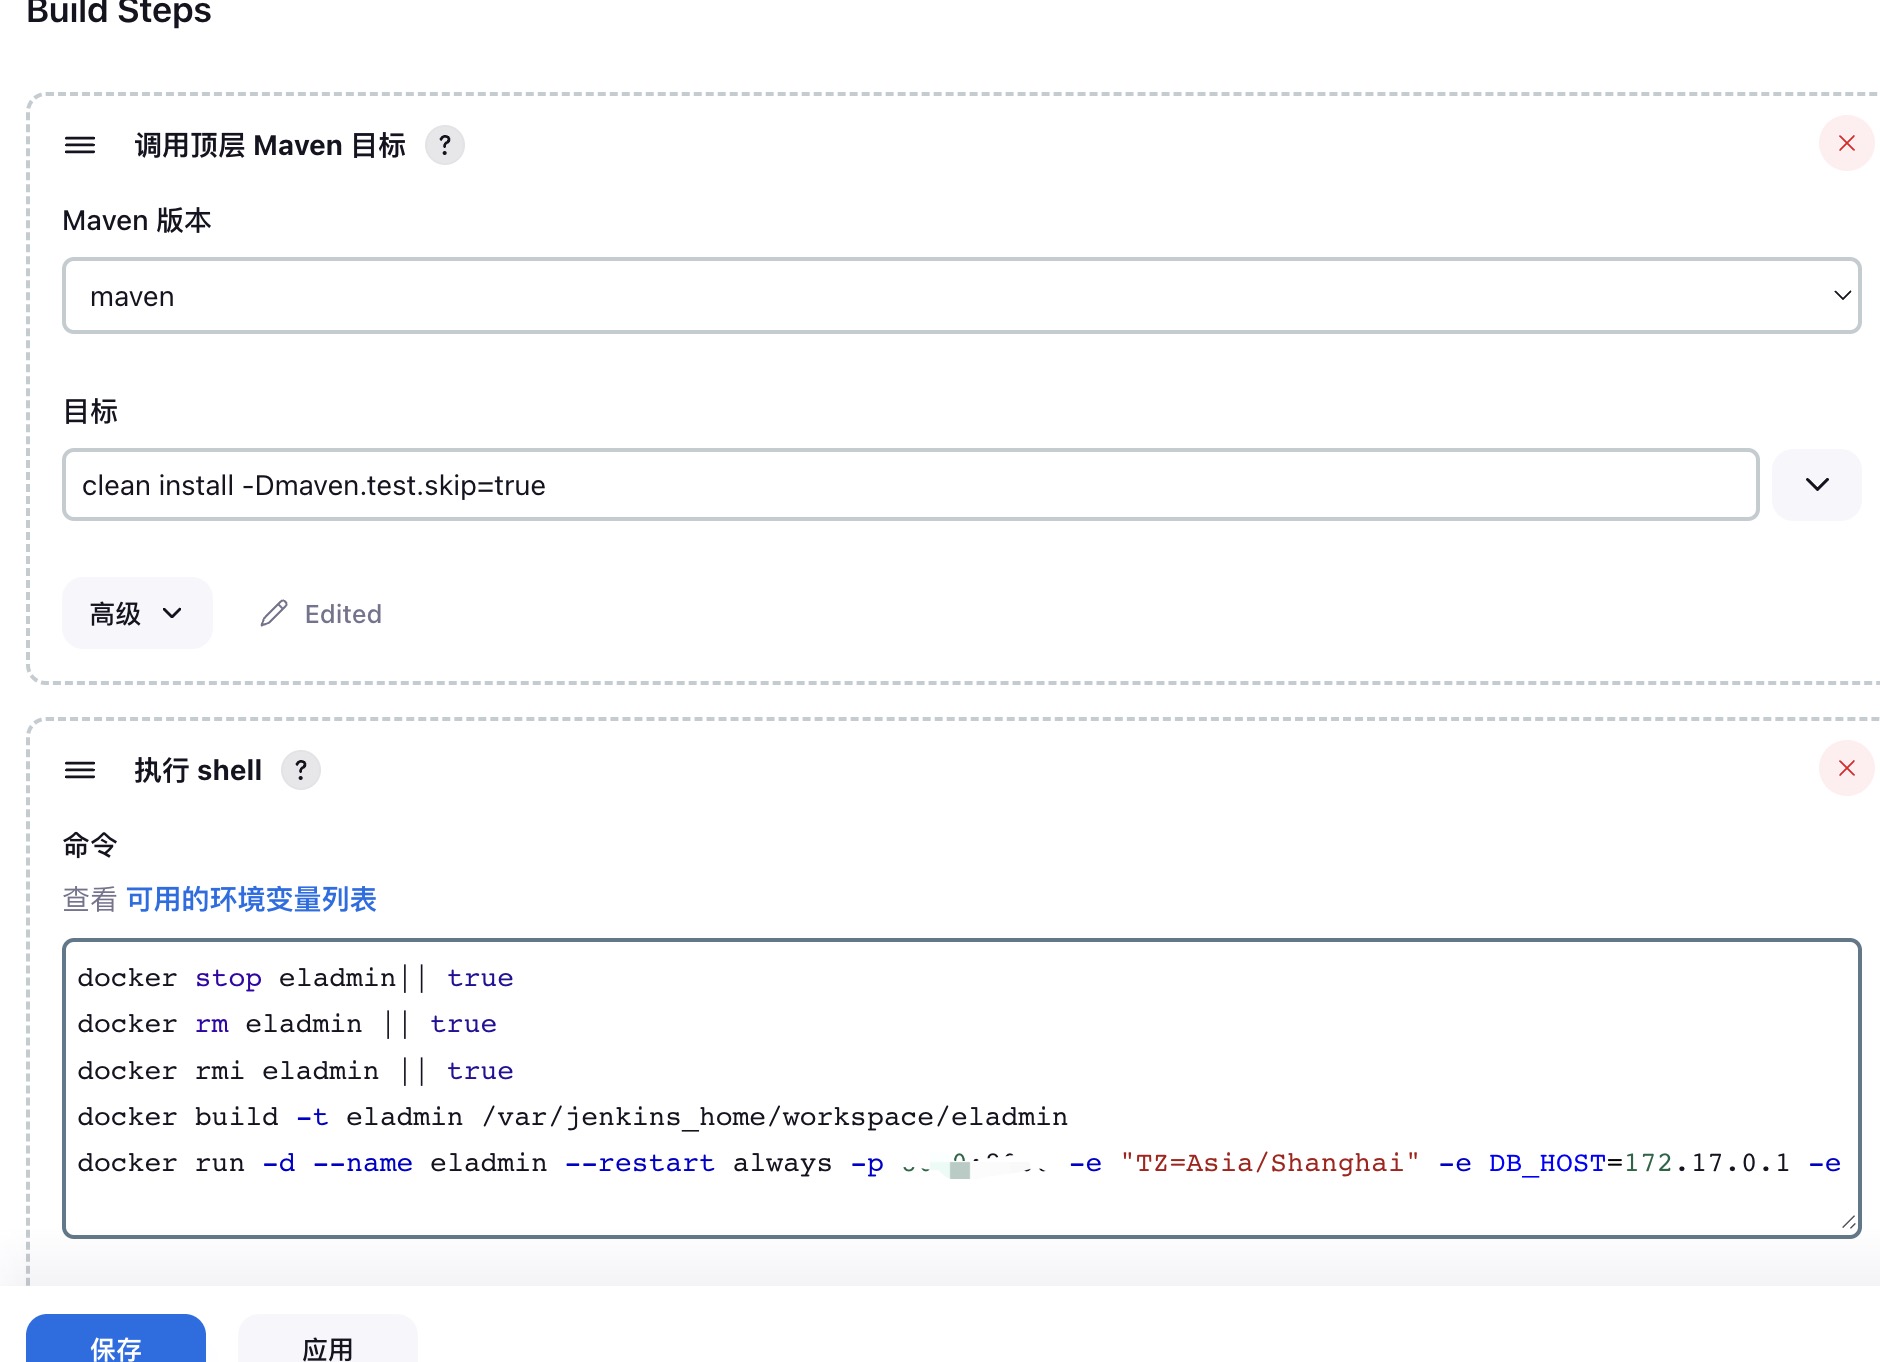 Build Steps
调用顶层 Maven 目标 ?
Maven 版本
maven
目标
clean install -Dmaven.test.skip=true
高级
Edited
执行 shell ?
命令
查看 可用的环境变量列表
docker stop eladmin|| true
docker rm eladmin || true
docker rmi eladmin || true
docker build -t eladmin /var/jenkins_home/workspace/eladmin
docker run -d --name eladmin --restart always -p -e "TZ=Asia/Shanghai" -e DB_HOST=172.17.0.1 -e
保存
应用